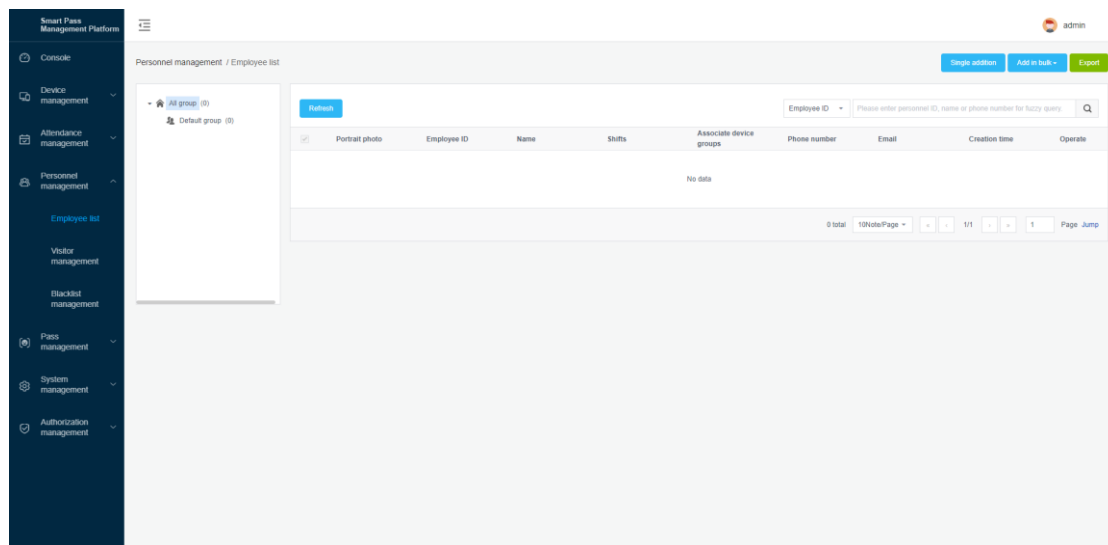 Smart Pass
Management Platform
admin
Console
Device
management
Attendance
management
Personnel
management
Employee list
Visitor
management
Blacklist
management
Pass
management
System
management
Authorization
management
Personnel management / Employee list
Single addition
Add in bulk
Export
All group (0)
Default group (0)
Refresh
Employee ID
Please enter personnel ID, name or phone number for fuzzy query.
Portrait photo
Employee ID
Name
Shifts
Associate device
groups
Phone number
Email
Creation time
Operate
No data
0 total
10Note/Page
«
‹
1/1
›
»
1
Page
Jump